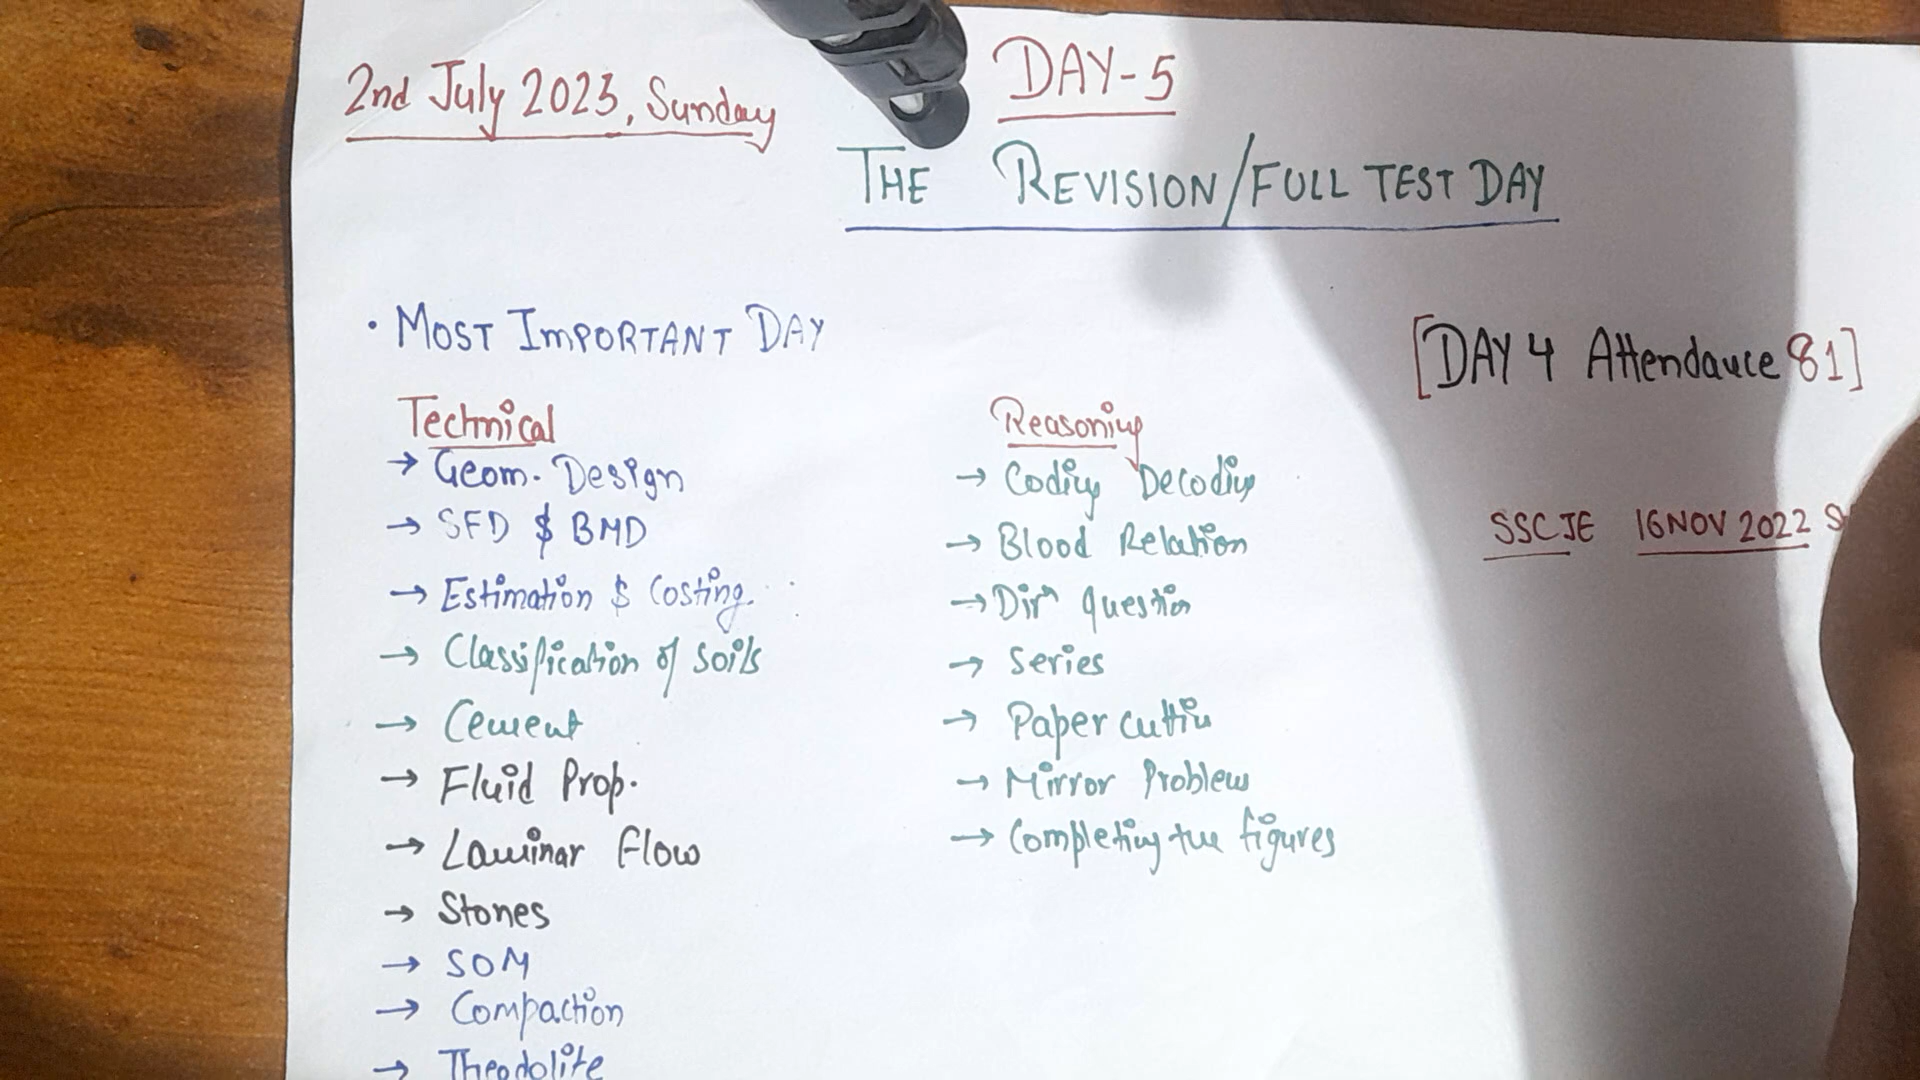 2nd July 2023, Sunday
DAY-5
THE REVISION/FULL TEST DAY
• MOST IMPORTANT DAY
[DAY 4 Attendance 81]
Technical
→ Geom. Design
→ SFD $ BMD
→ Estimation $ Costing.
→ Classification of Soils
→ Cement
→ Fluid Prop.
→ Laminar flow
→ Stones
→ SOM
→ Compaction
→ Theodolite
Reasoning
→ Coding Decoding
→ Blood Relation
→ Dirⁿ question
→ Series
→ Paper cuttin
→ Mirror Problem
→ Completing the figures
SSCJE 16NOV 2022